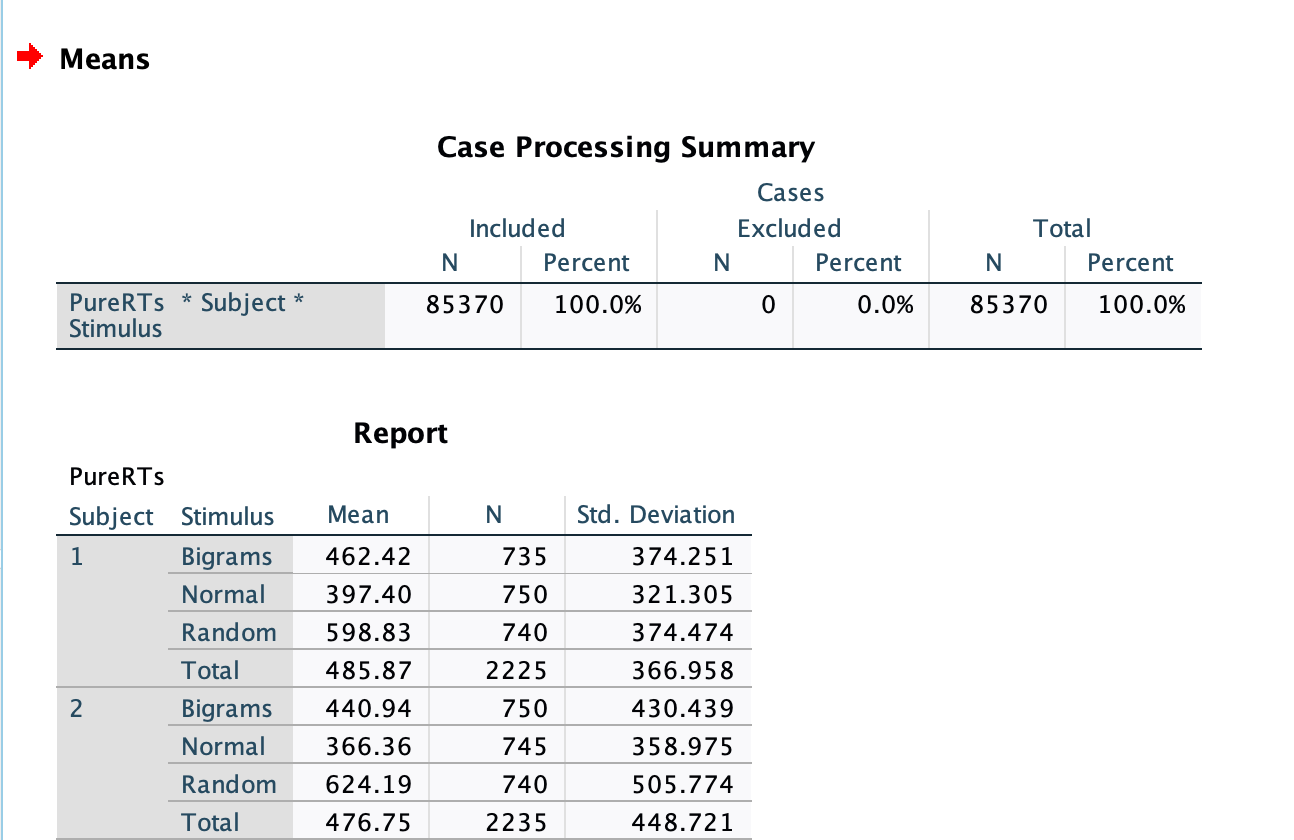 Means
Case Processing Summary
Cases
Included Excluded Total
N Percent N Percent N Percent
PureRTs * Subject * Stimulus 85370 100.0% 0 0.0% 85370 100.0%
Report
PureRTs
Subject Stimulus Mean N Std. Deviation
1 Bigrams 462.42 735 374.251
Normal 397.40 750 321.305
Random 598.83 740 374.474
Total 485.87 2225 366.958
2 Bigrams 440.94 750 430.439
Normal 366.36 745 358.975
Random 624.19 740 505.774
Total 476.75 2235 448.721